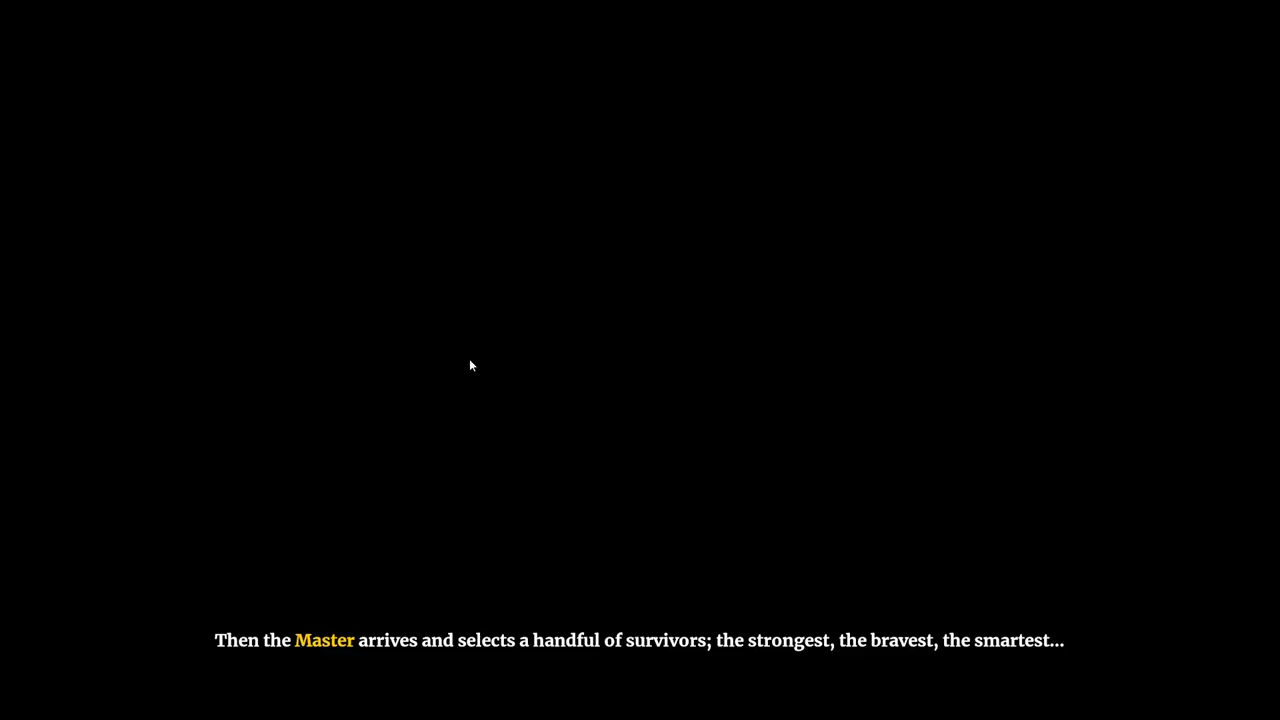 Then the Master arrives and selects a handful of survivors; the strongest, the bravest, the smartest...